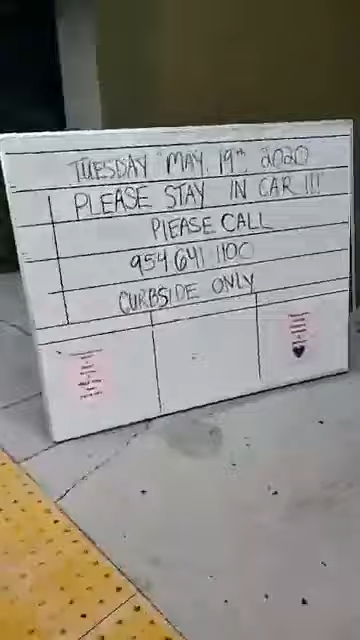 TUESDAY MAY. 19th, 2020
PLEASE STAY IN CAR !!!
PLEASE CALL
954 641 1100
CURBSIDE ONLY